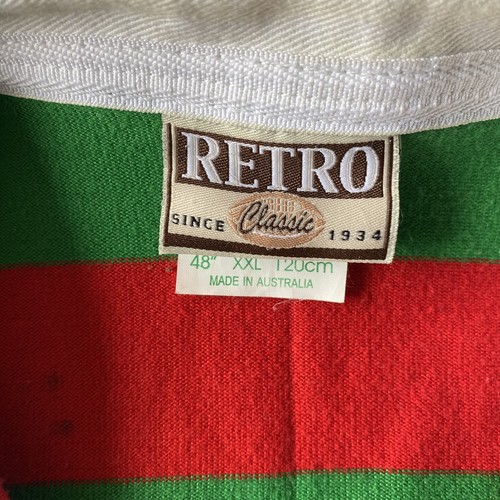 RETRO
SINCE Classic 1934
48" XXL 120cm
MADE IN AUSTRALIA